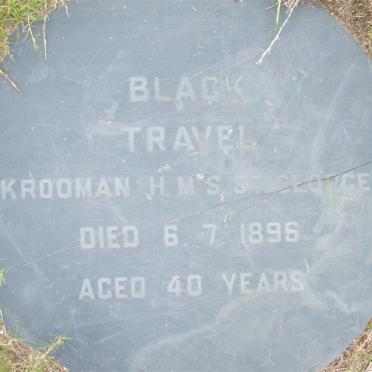 BLACK
TRAVEL
KROOMAN H.M'S. ST. GEORGE
DIED 6 7 1896
AGED 40 YEARS